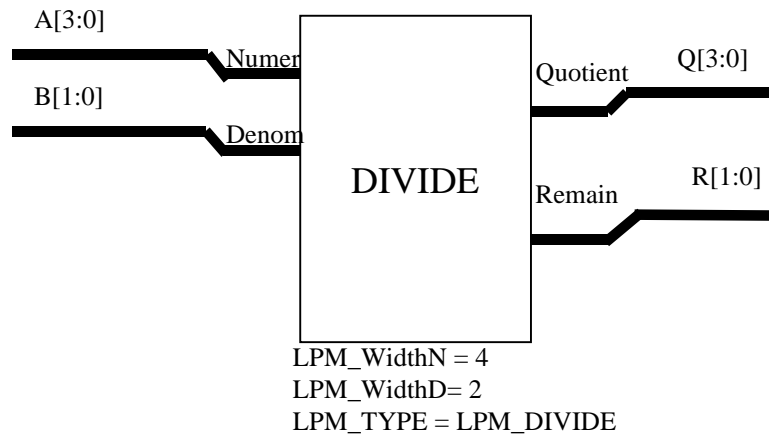 A[3:0]
Numer
B[1:0]
Denom
DIVIDE
Quotient
Q[3:0]
Remain
R[1:0]
LPM_WidthN = 4
LPM_WidthD= 2
LPM_TYPE = LPM_DIVIDE